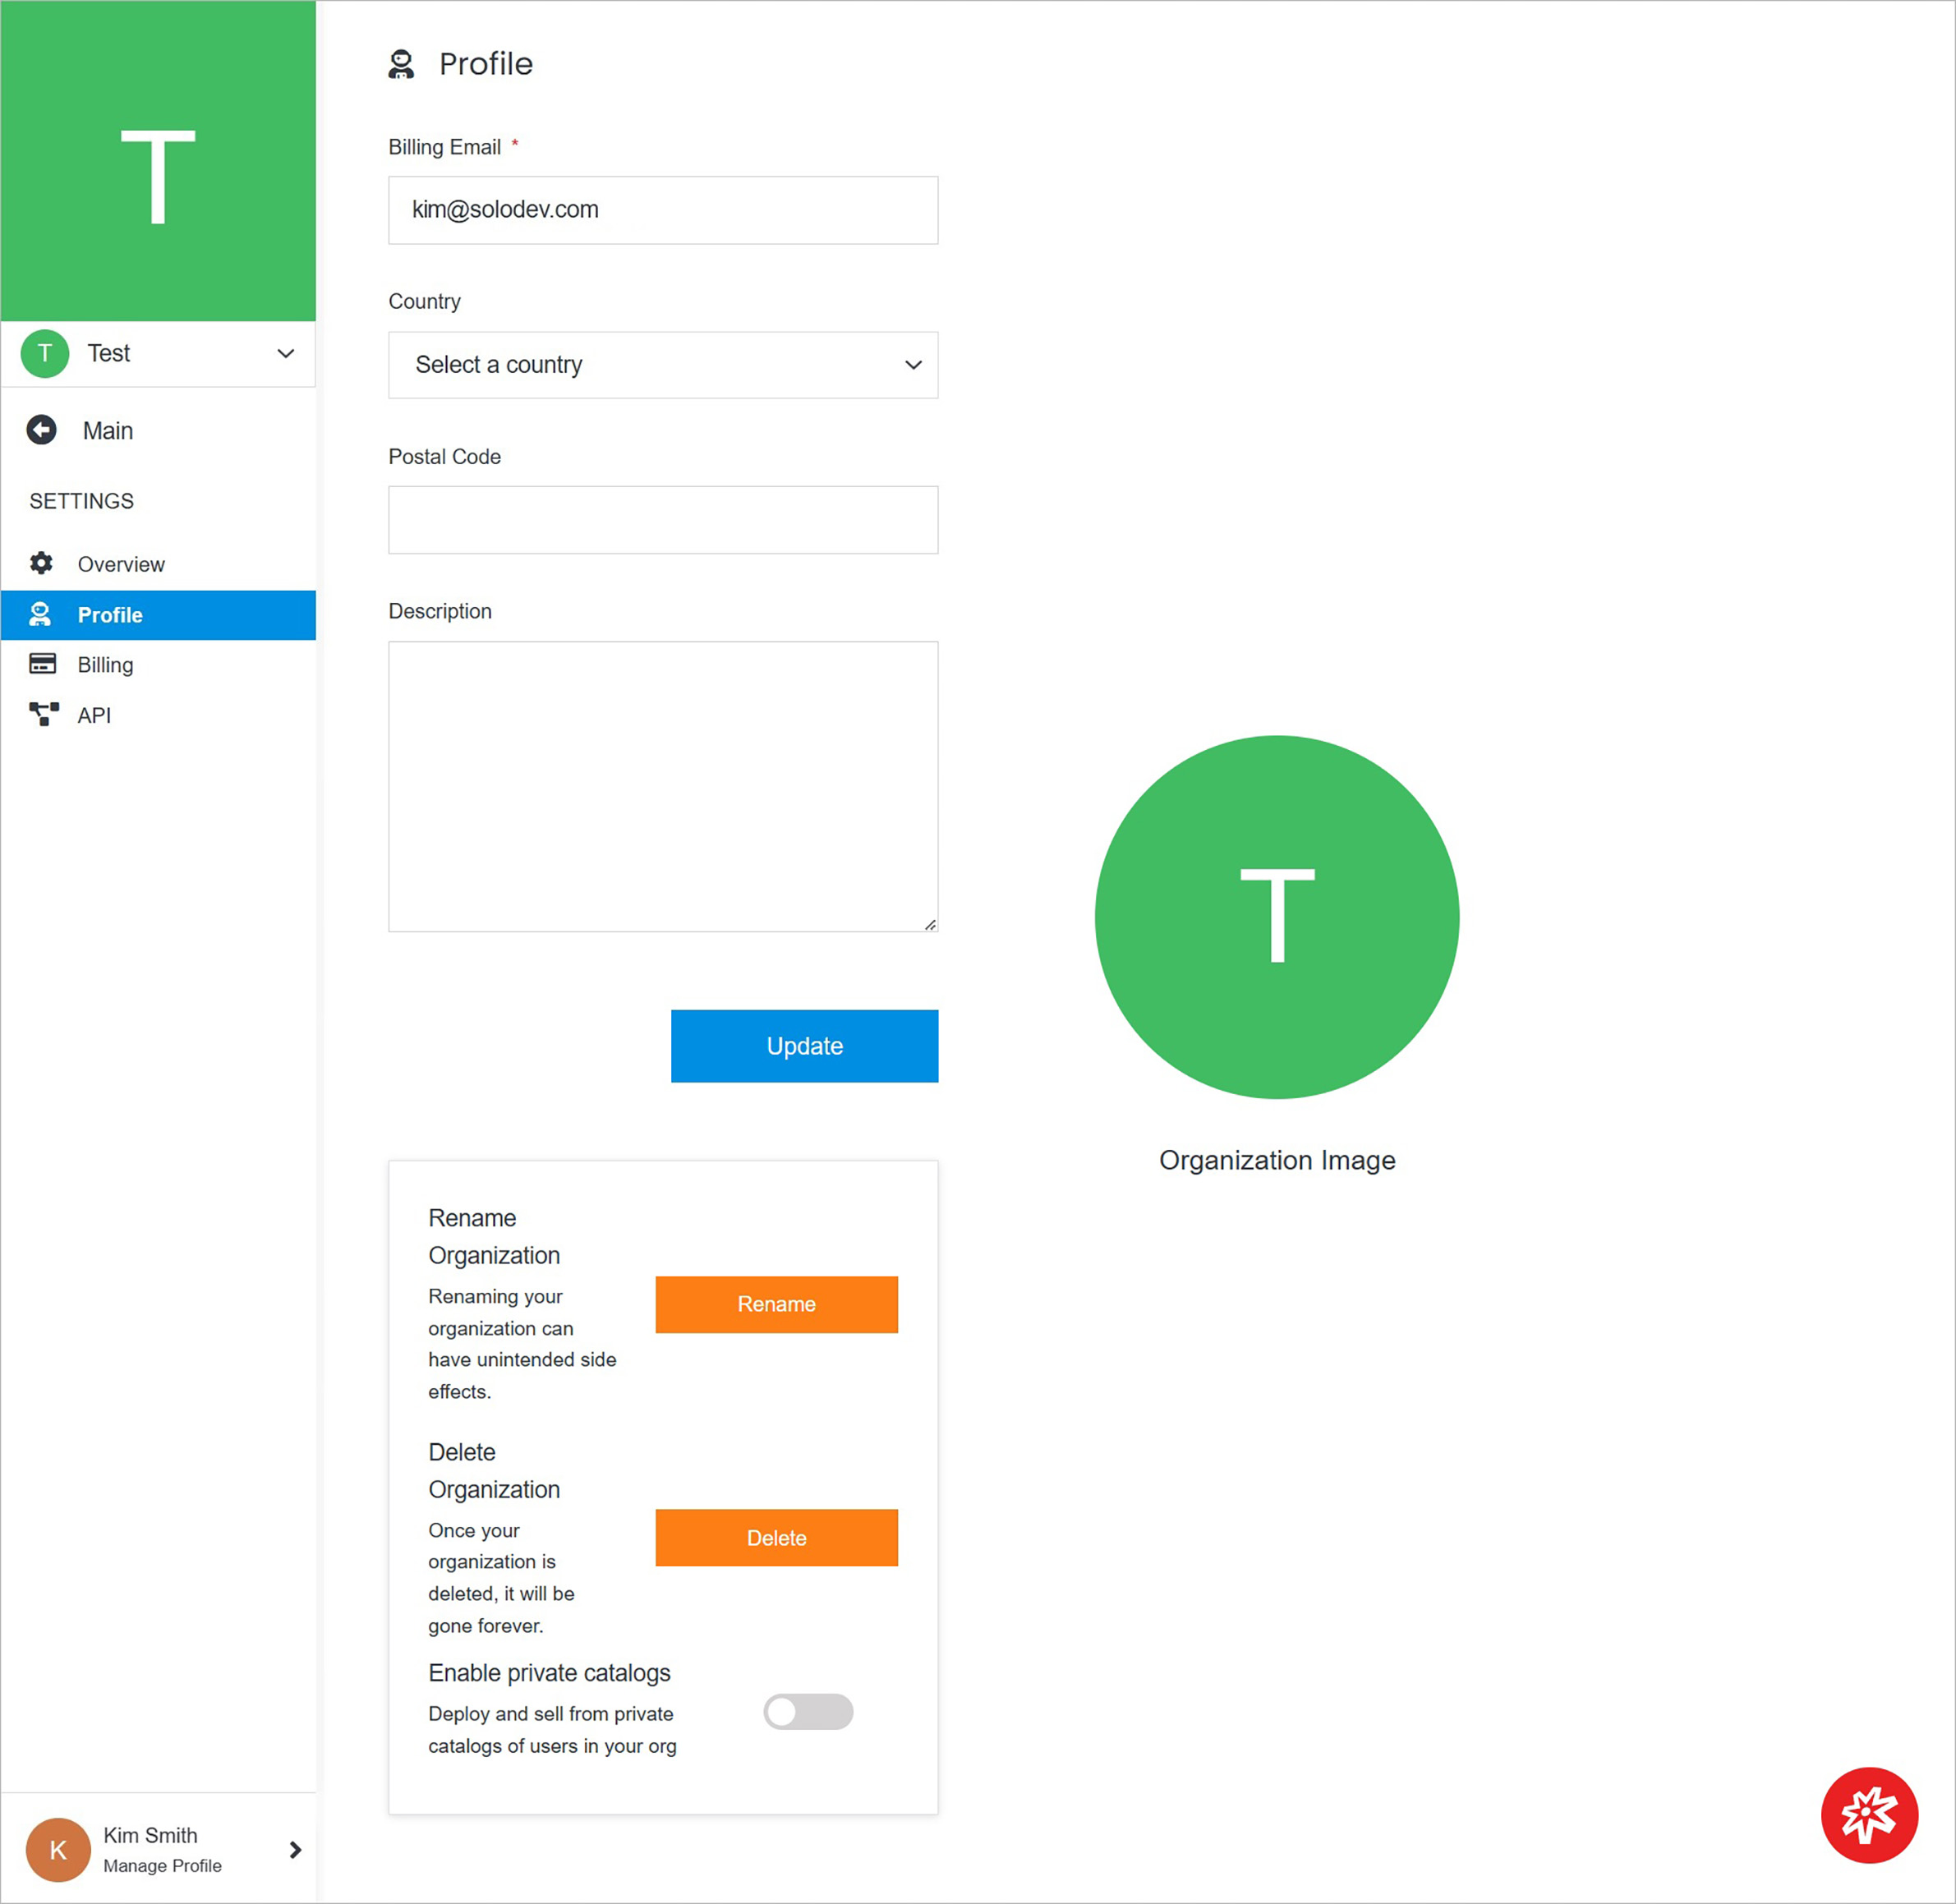 T
T Test
Main
SETTINGS
Overview
Profile
Billing
API
K
Kim Smith
Manage Profile
Profile
Billing Email *
kim@solodev.com
Country
Select a country
Postal Code
Description
Update
T
Organization Image
Rename
Organization
Renaming your
organization can
have unintended side
effects.
Rename
Delete
Organization
Once your
organization is
deleted, it will be
gone forever.
Delete
Enable private catalogs
Deploy and sell from private
catalogs of users in your org